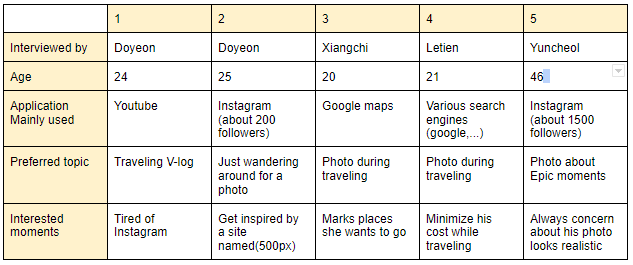 1 2 3 4 5
Interviewed by Doyeon Doyeon Xiangchi Letien Yuncheol
Age 24 25 20 21 46
Application Mainly used Youtube Instagram (about 200 followers) Google maps Various search engines (google,...) Instagram (about 1500 followers)
Preferred topic Traveling V-log Just wandering around for a photo Photo during traveling Photo during traveling Photo about Epic moments
Interested moments Tired of Instagram Get inspired by a site named(500px) Marks places she wants to go Minimize his cost while traveling Always concern about his photo looks realistic